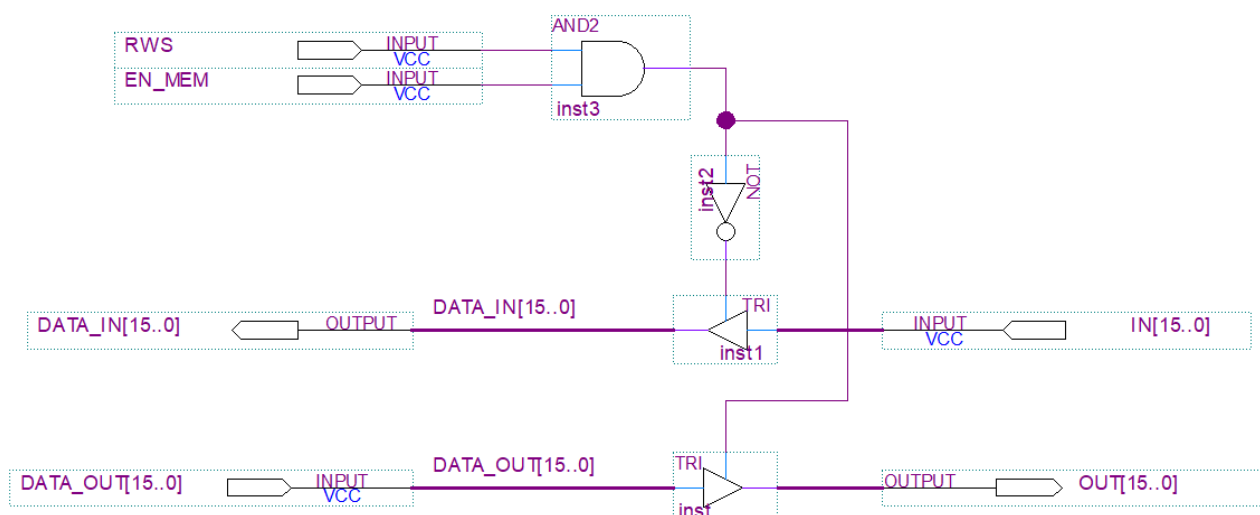 AND2
RWS INPUT
VCC
EN_MEM INPUT
VCC
inst3
inst2 NOT
DATA_IN[15..0] OUTPUT DATA_IN[15..0] TRI INPUT IN[15..0]
inst1 VCC
DATA_OUT[15..0] INPUT DATA_OUT[15..0] TRI OUTPUT OUT[15..0]
VCC inst